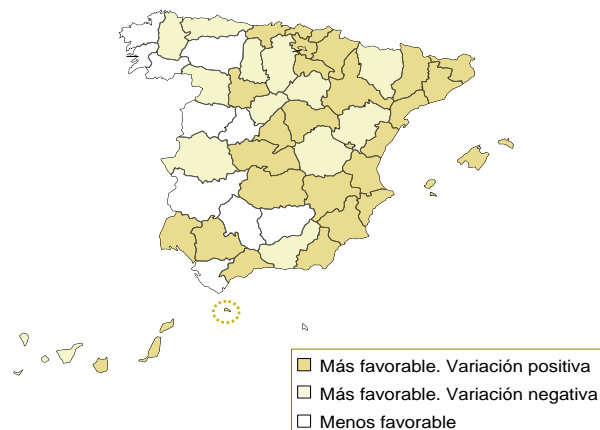 Más favorable. Variación positiva
Más favorable. Variación negativa
Menos favorable